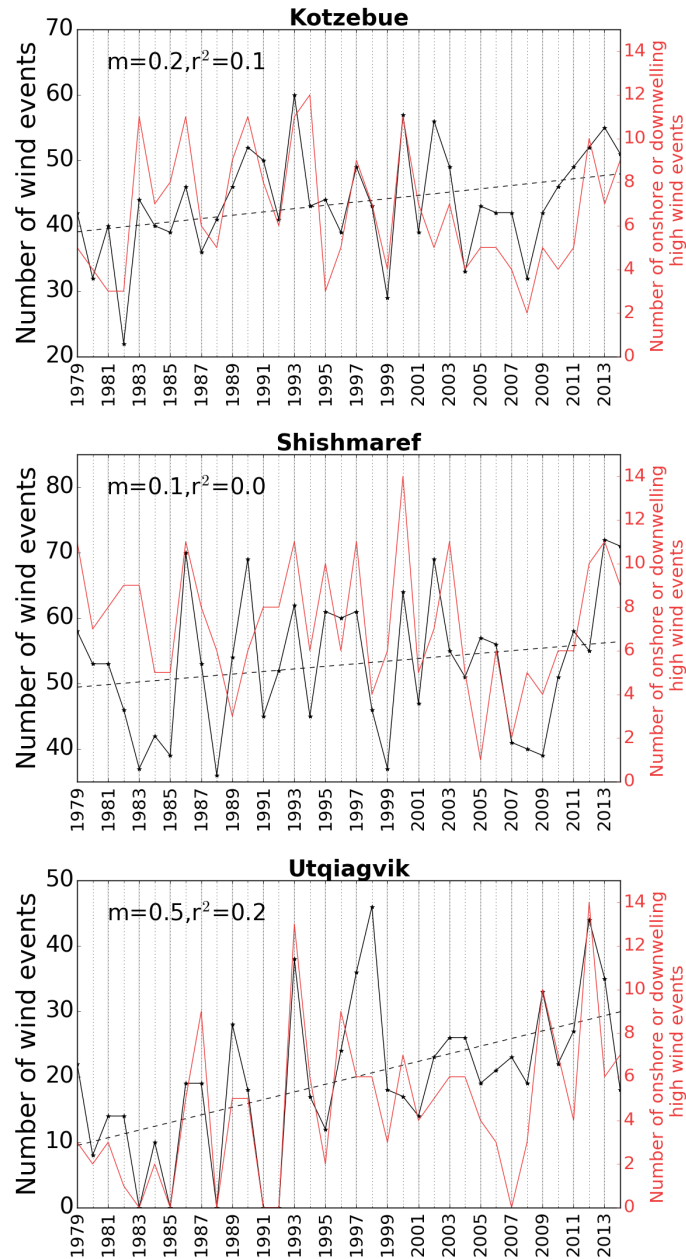 Kotzebue
m=0.2,r²=0.1
Number of wind events
70
60
50
40
30
20
14
12
10
8
6
4
2
0
Number of onshore or downwelling
high wind events
1979 1981 1983 1985 1987 1989 1991 1993 1995 1997 1999 2001 2003 2005 2007 2009 2011 2013
Shishmaref
m=0.1,r²=0.0
Number of wind events
80
70
60
50
40
14
12
10
8
6
4
2
0
Number of onshore or downwelling
high wind events
1979 1981 1983 1985 1987 1989 1991 1993 1995 1997 1999 2001 2003 2005 2007 2009 2011 2013
Utqiagvik
m=0.5,r²=0.2
Number of wind events
50
40
30
20
10
0
14
12
10
8
6
4
2
0
Number of onshore or downwelling
high wind events
1979 1981 1983 1985 1987 1989 1991 1993 1995 1997 1999 2001 2003 2005 2007 2009 2011 2013